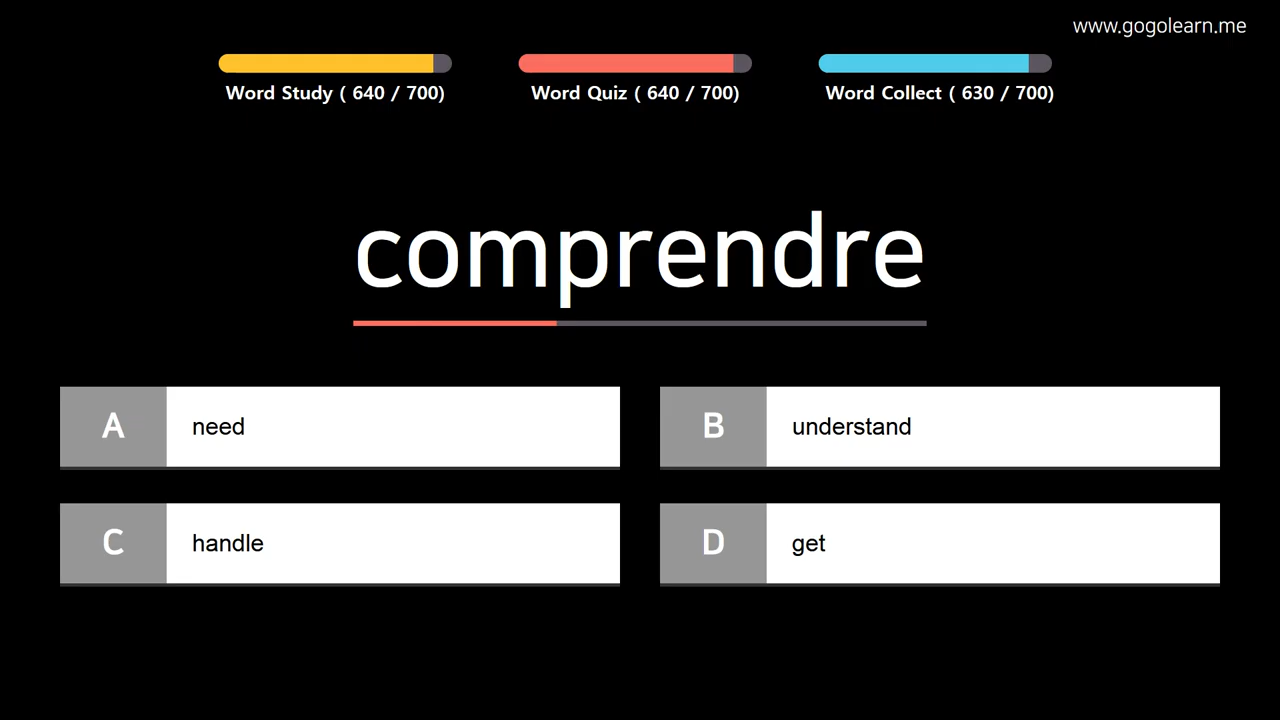 www.gogolearn.me
Word Study ( 640 / 700)
Word Quiz ( 640 / 700)
Word Collect ( 630 / 700)
comprendre
A
need
B
understand
C
handle
D
get